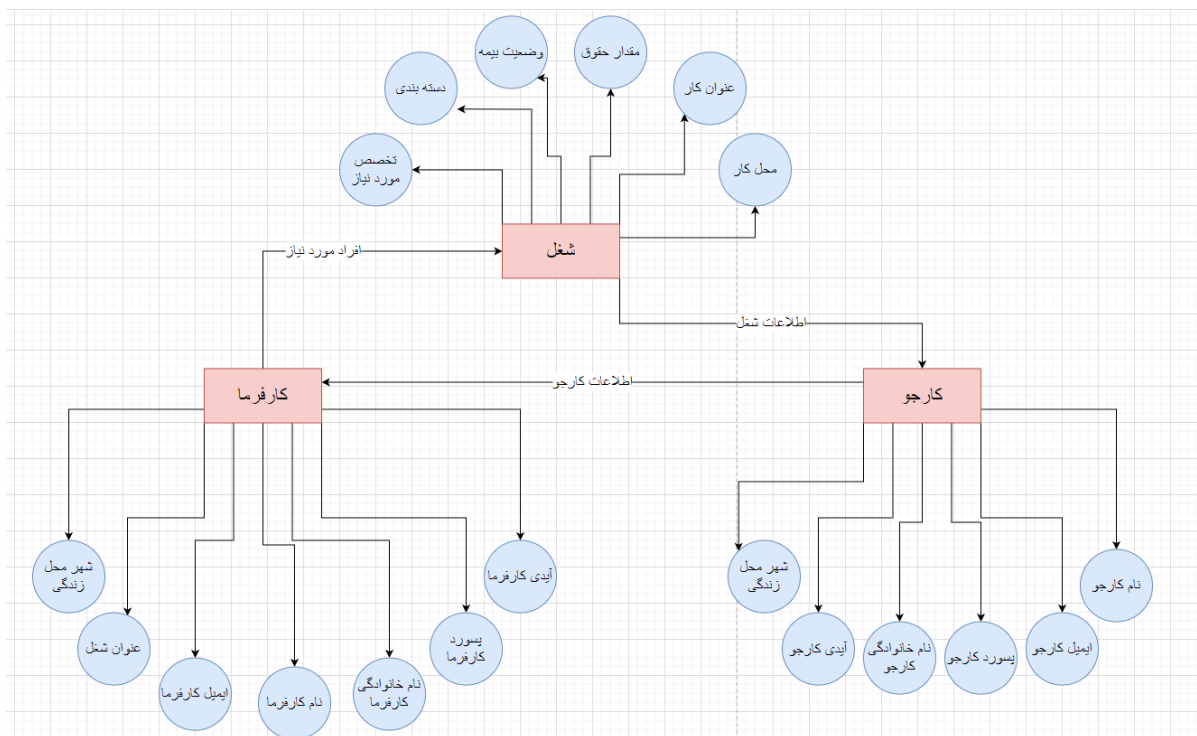 مقدار حقوق
وضعیت بیمه
عنوان کار
دسته بندی
تخصص
مورد نیاز
محل کار
شغل
افراد مورد نیاز
اطلاعات شغل
اطلاعات کارجو
کارفرما
کارجو
شهر محل
زندگی
عنوان شغل
ایمیل کارفرما
نام کارفرما
نام خانوادگی
کارفرما
پسورد
کارفرما
آیدی کارفرما
شهر محل
زندگی
آیدی کارجو
نام خانوادگی
کارجو
پسورد کارجو
ایمیل کارجو
نام کارجو